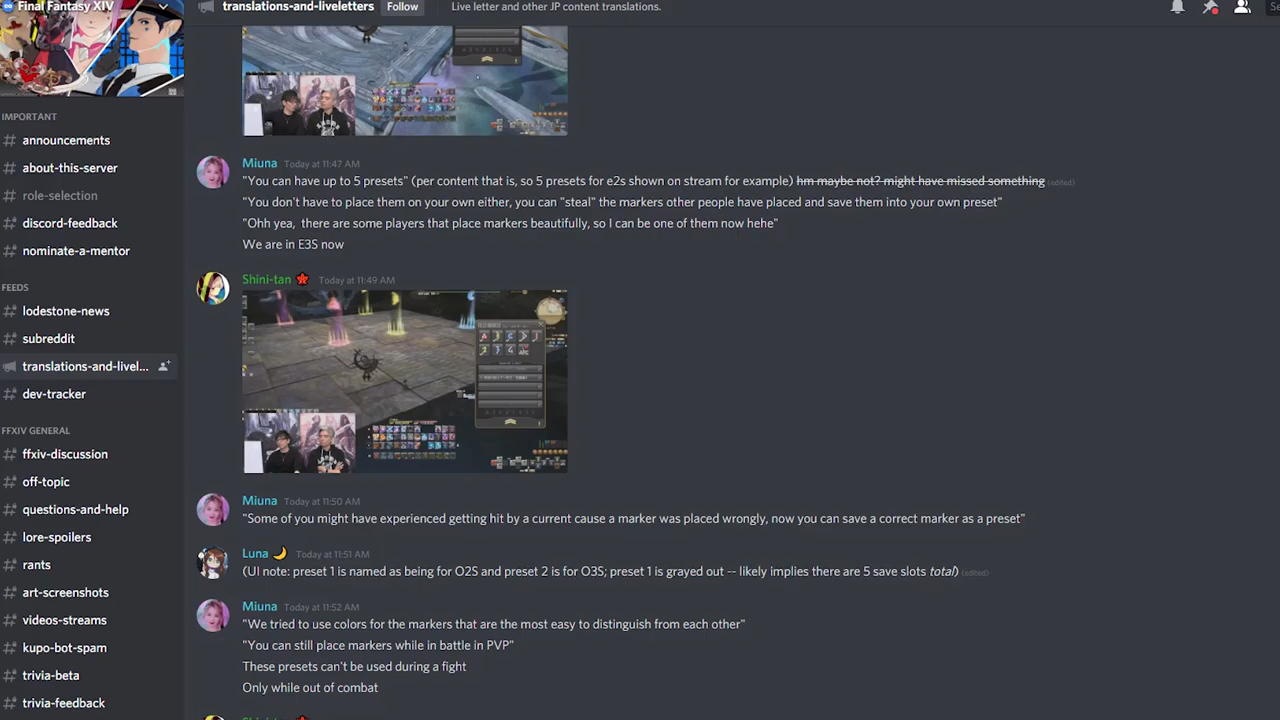 Final Fantasy XIV
translations-and-liveletters
Follow
Live letter and other JP content translations.
IMPORTANT
# announcements
# about-this-server
# role-selection
# discord-feedback
# nominate-a-mentor
FEEDS
# lodestone-news
# subreddit
translations-and-livel...
# dev-tracker
FFXIV GENERAL
# ffxiv-discussion
# off-topic
# questions-and-help
# lore-spoilers
# rants
# art-screenshots
# videos-streams
# kupo-bot-spam
# trivia-beta
# trivia-feedback
Miuna Today at 11:47 AM
"You can have up to 5 presets" (per content that is, so 5 presets for e2s shown on stream for example) hm maybe not? might have missed something (edited)
"You don't have to place them on your own either, you can "steal" the markers other people have placed and save them into your own preset"
"Ohh yea, there are some players that place markers beautifully, so I can be one of them now hehe"
We are in E3S now
Shini-tan Today at 11:49 AM
Miuna Today at 11:50 AM
"Some of you might have experienced getting hit by a current cause a marker was placed wrongly, now you can save a correct marker as a preset"
Luna Today at 11:51 AM
(UI note: preset 1 is named as being for O2S and preset 2 is for O3S; preset 1 is grayed out -- likely implies there are 5 save slots total) (edited)
Miuna Today at 11:52 AM
"We tried to use colors for the markers that are the most easy to distinguish from each other"
"You can still place markers while in battle in PVP"
These presets can't be used during a fight
Only while out of combat